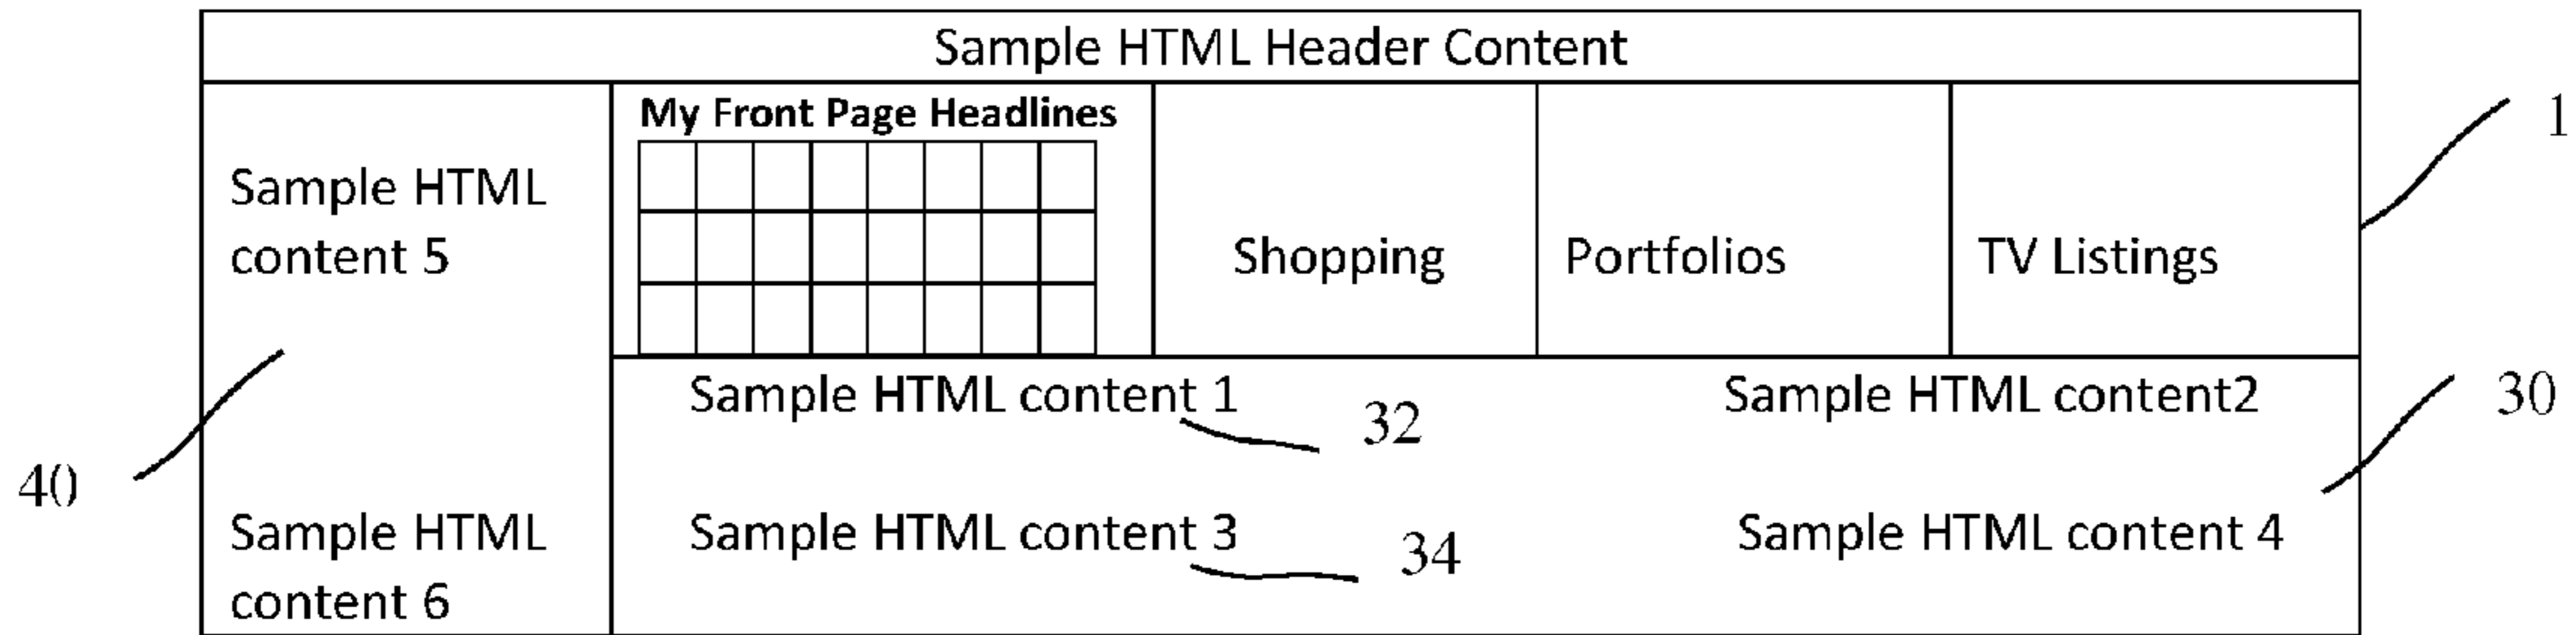 Sample HTML Header Content
My Front Page Headlines
1
Sample HTML
content 5
Shopping
Portfolios
TV Listings
Sample HTML content 1
32
Sample HTML content2
30
40
Sample HTML
content 6
Sample HTML content 3
34
Sample HTML content 4